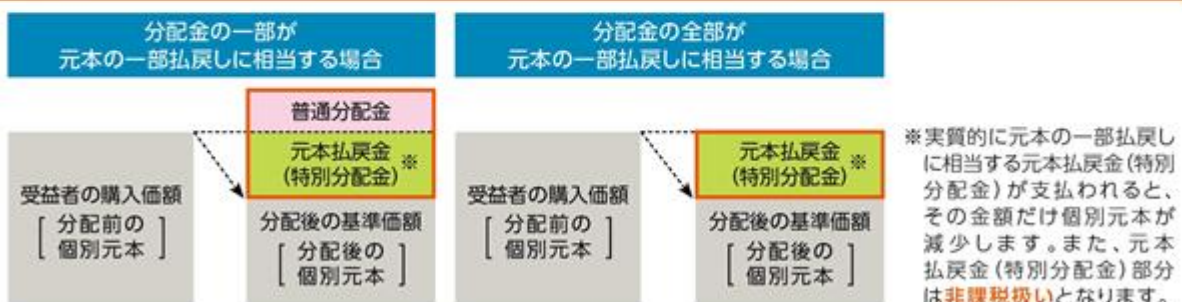 分配金の一部が
元本の一部払戻しに相当する場合
分配金の全部が
元本の一部払戻しに相当する場合
普通分配金
元本払戻金
(特別分配金)
※
受益者の購入価額
[ 分配前の
個別元本 ]
分配後の基準価額
[ 分配後の
個別元本 ]
元本払戻金
(特別分配金)
※
受益者の購入価額
[ 分配前の
個別元本 ]
分配後の基準価額
[ 分配後の
個別元本 ]
※実質的に元本の一部払戻し
に相当する元本払戻金(特別
分配金)が支払われると、
その金額だけ個別元本が
減少します。また、元本
払戻金(特別分配金)部分
は非課税扱いとなります。